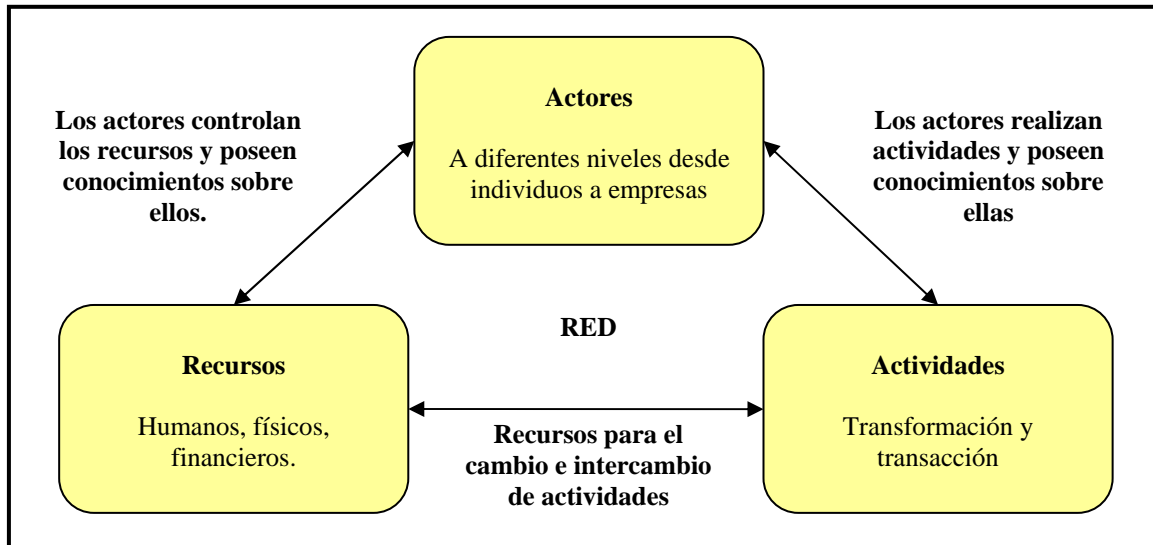 Actores
A diferentes niveles desde
individuos a empresas
Los actores controlan
los recursos y poseen
conocimientos sobre
ellos.
Los actores realizan
actividades y poseen
conocimientos sobre
ellas
RED
Recursos
Humanos, físicos,
financieros.
Recursos para el
cambio e intercambio
de actividades
Actividades
Transformación y
transacción